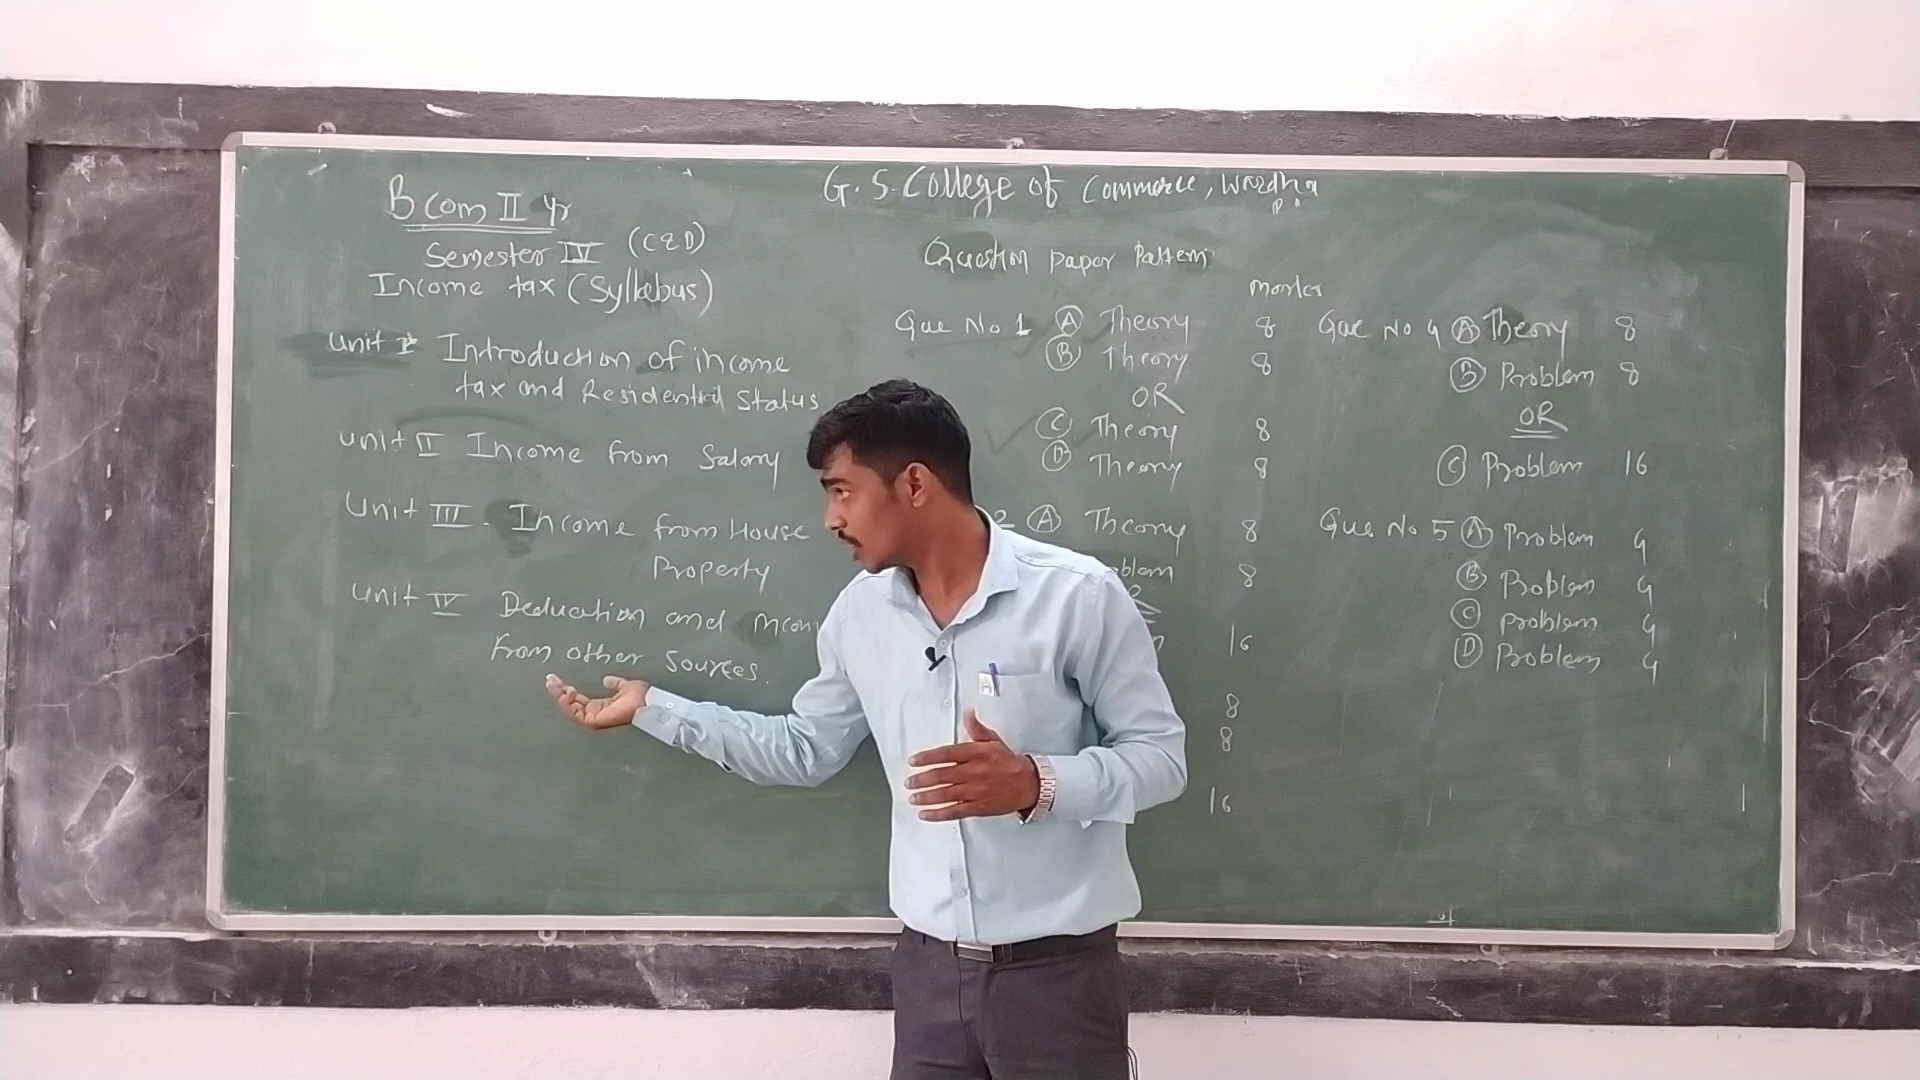 G. S. College of Commerce, Wardha
B com II yr
Semester IV (C & D)
Income tax (Syllabus)
Unit I Introduction of income
tax and Residential Status
Unit II Income from Salary
Unit III - Income from House
Property
Unit IV Deduction and
from other Sources.
Question paper Pattern
marks
Que No 1 A Theory 8
B Theory 8
OR
C Theory 8
D Theory 8
2 A Theory 8
oblem 8
16
8
8
16
Que No 4 A Theory 8
B Problem 8
OR
C Problem 16
Que No 5 A Problem 4
B Problem 4
C Problem 4
D Problem 4